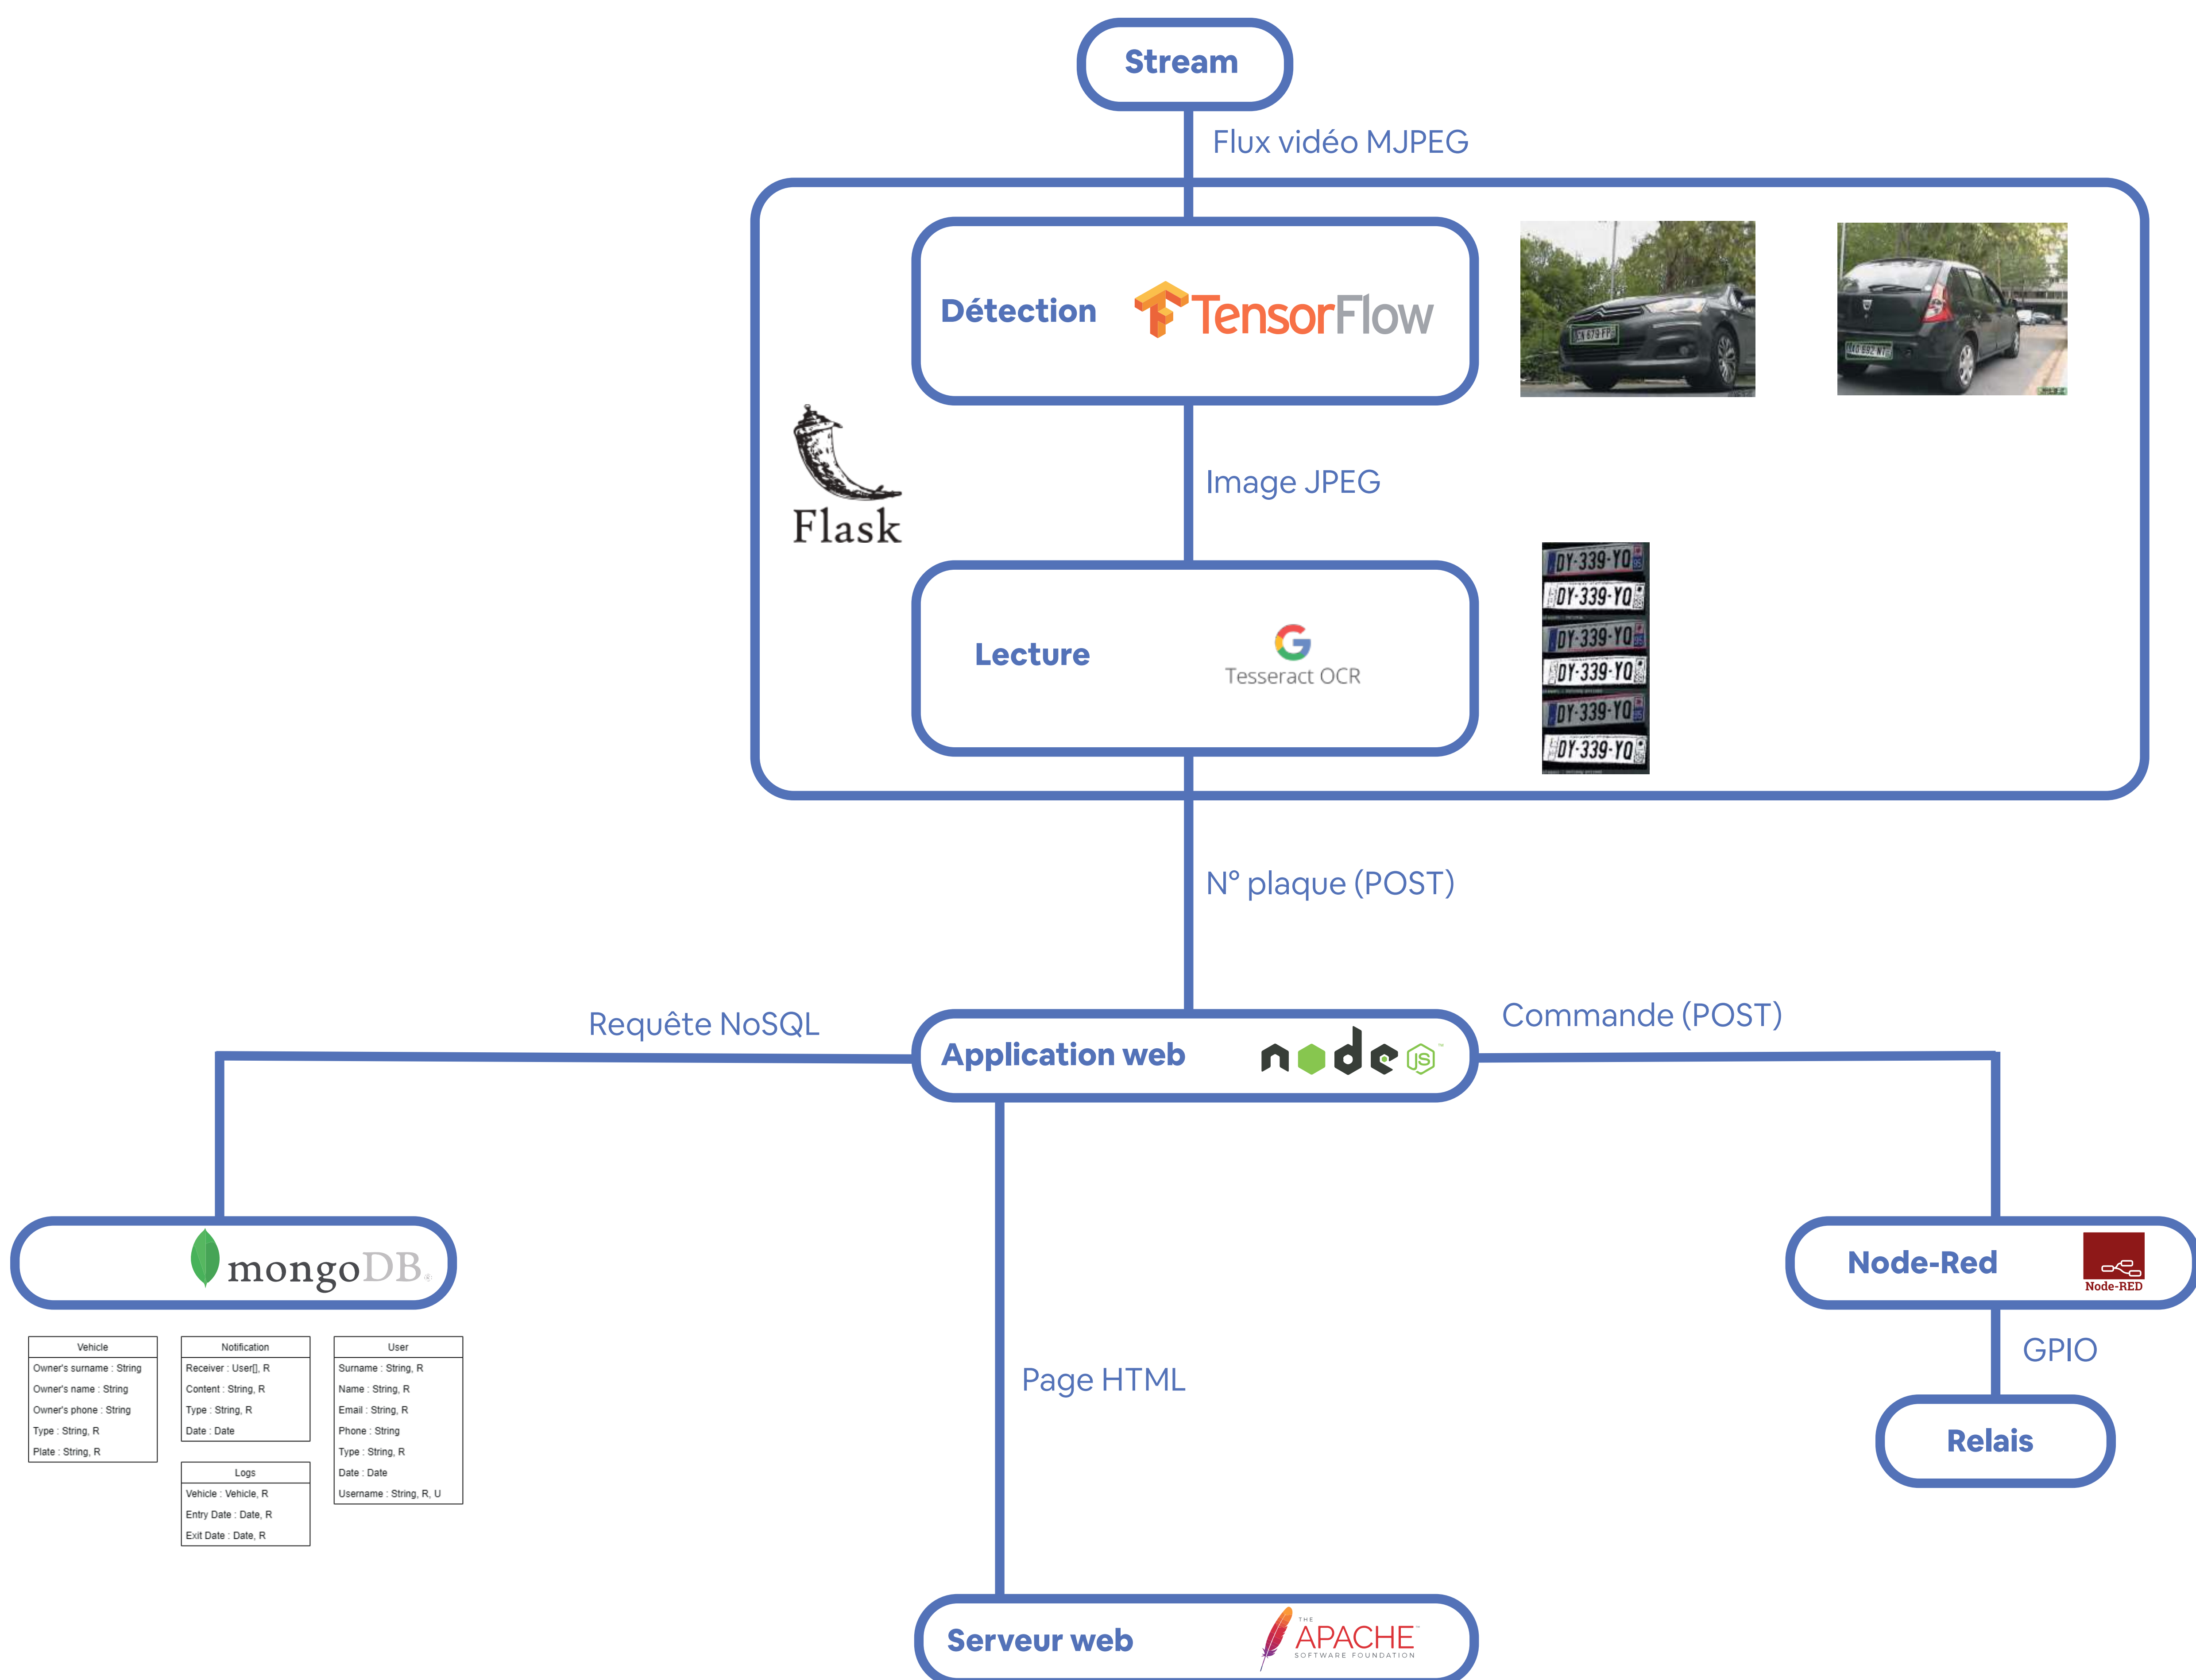 Stream
Flux vidéo MJPEG
Détection
TensorFlow
Flask
Image JPEG
Lecture
G
Tesseract OCR
DY-339-YQ
DY-339-YQ
DY-339-YQ
DY-339-YQ
DY-339-YQ
DY-339-YQ
N° plaque (POST)
Requête NoSQL
Commande (POST)
Application web
node JS ™
mongoDB®
Node-Red
Node-RED
Vehicle
Owner's surname : String
Owner's name : String
Owner's phone : String
Type : String, R
Plate : String, R
Notification
Receiver : User[], R
Content : String, R
Type : String, R
Date : Date
Logs
Vehicle : Vehicle, R
Entry Date : Date, R
Exit Date : Date, R
User
Surname : String, R
Name : String, R
Email : String, R
Phone : String
Type : String, R
Date : Date
Username : String, R, U
GPIO
Relais
Page HTML
Serveur web
THE
APACHE™
SOFTWARE FOUNDATION